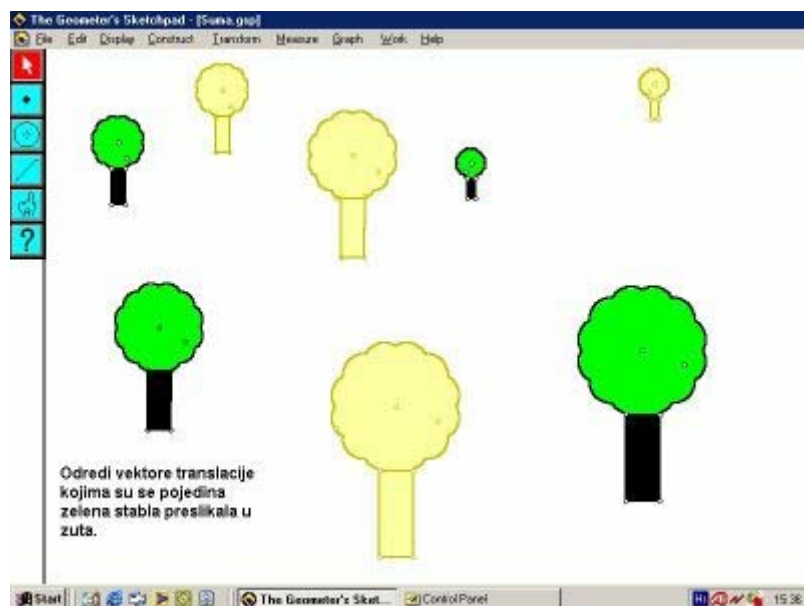 The Geometer's Sketchpad - [Suma.gsp]
File Edit Display Construct Transform Measure Graph Work Help
?
Odredi vektore translacije
kojima su se pojedina
zelena stabla preslikala u
zuta.
Start The Geometer's Sket... Control Panel 15:38